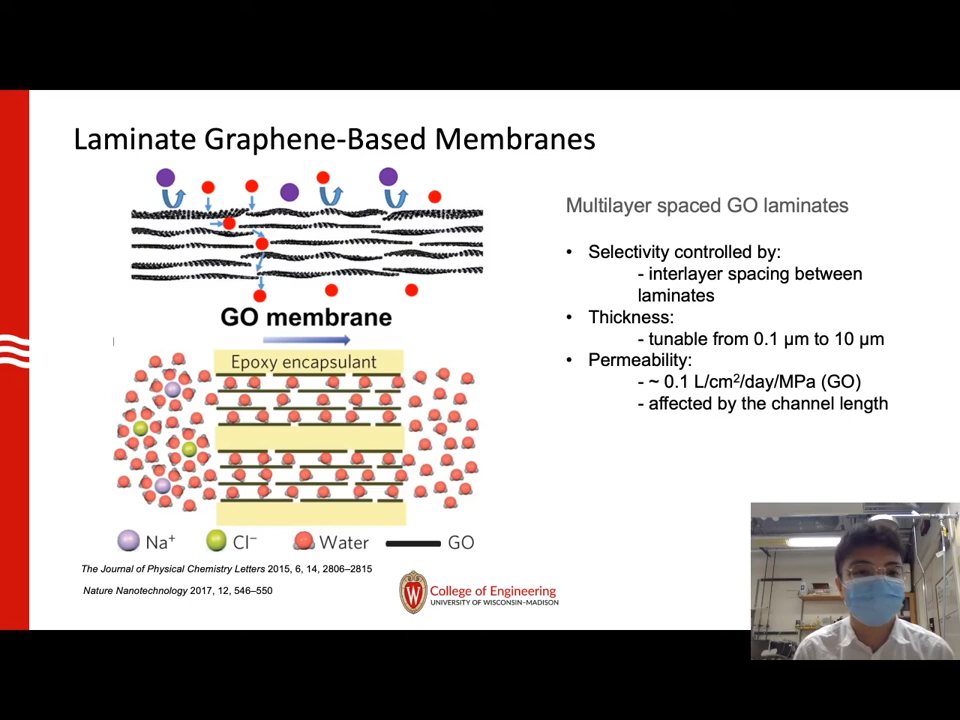 Laminate Graphene-Based Membranes
GO membrane
Epoxy encapsulant
Na⁺
Cl⁻
Water
GO
The Journal of Physical Chemistry Letters 2015, 6, 14, 2806–2815
Nature Nanotechnology 2017, 12, 546–550
Multilayer spaced GO laminates
• Selectivity controlled by:
- interlayer spacing between
laminates
• Thickness:
- tunable from 0.1 µm to 10 µm
• Permeability:
- ~ 0.1 L/cm²/day/MPa (GO)
- affected by the channel length
W
College of Engineering
UNIVERSITY OF WISCONSIN-MADISON